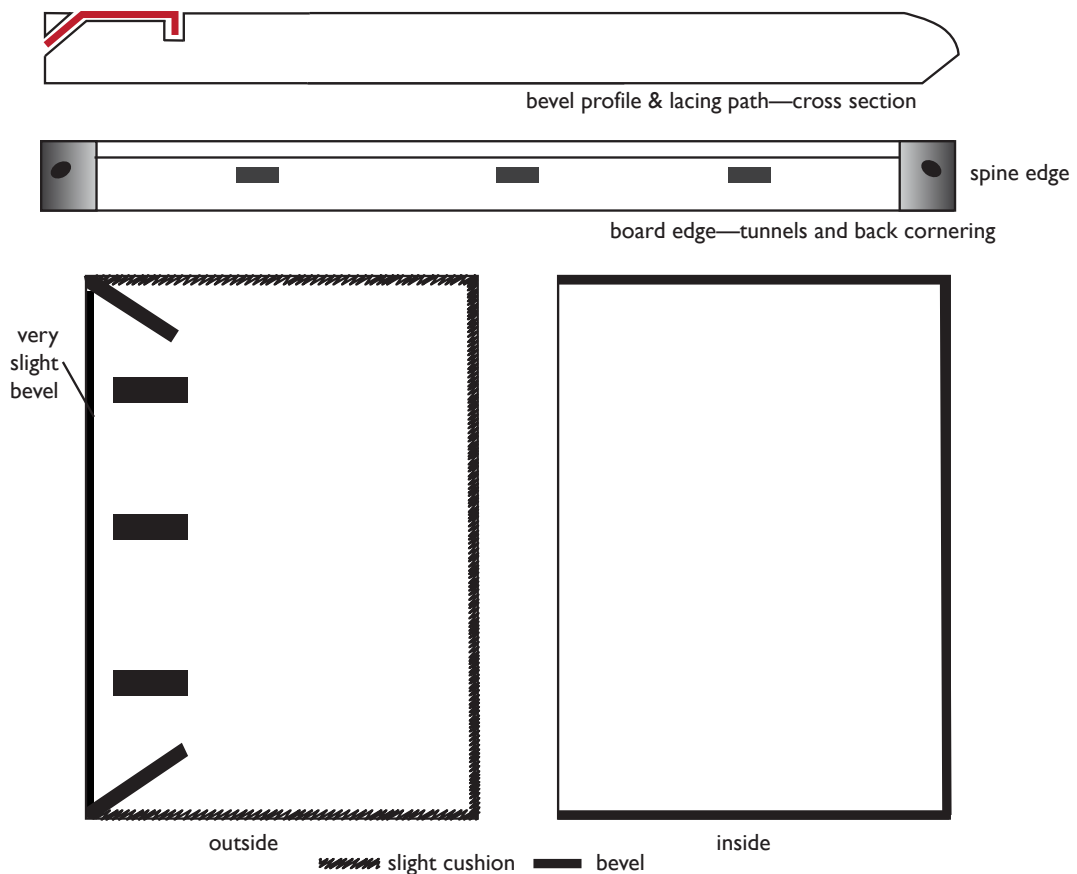 bevel profile & lacing path—cross section
spine edge
board edge—tunnels and back cornering
very
slight
bevel
outside
inside
slight cushion
bevel